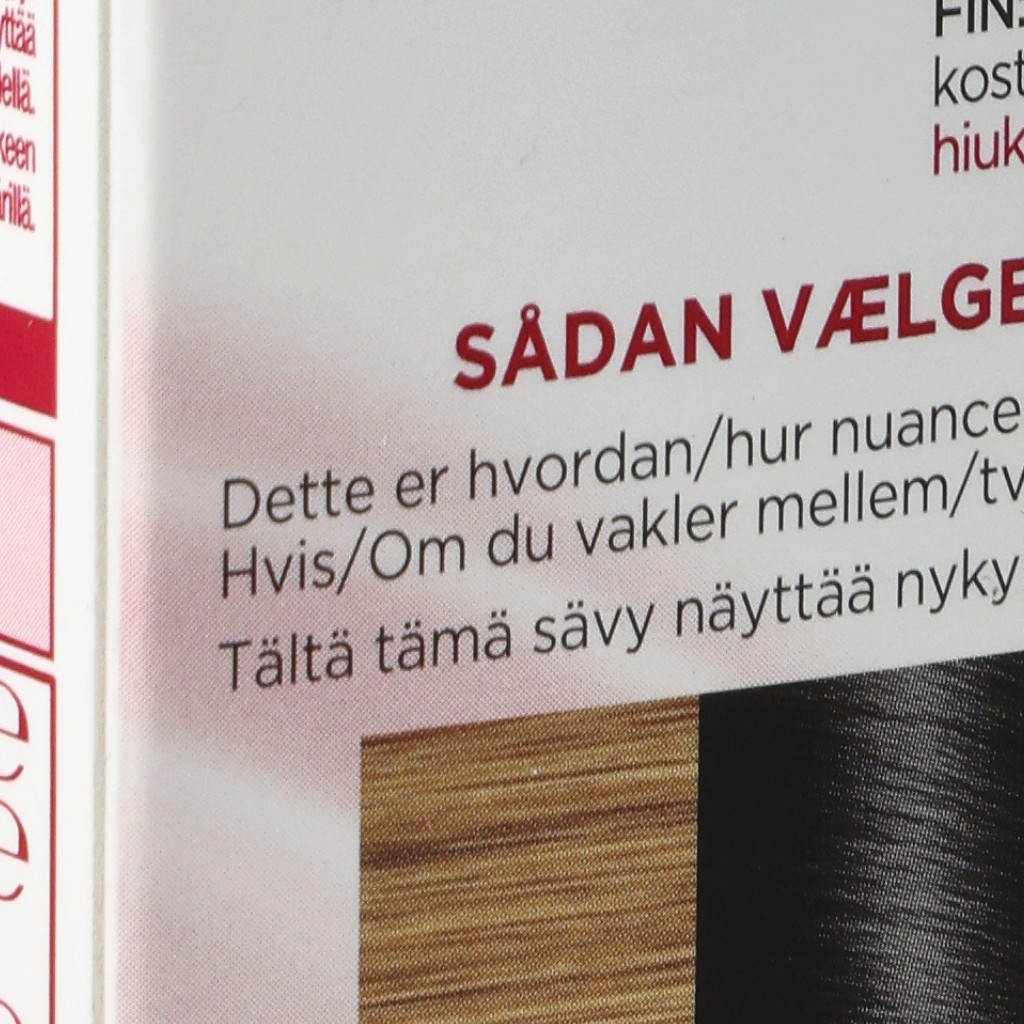 FIN:
kost
hiuk
SÅDAN VÆLGE
Dette er hvordan/hur nuance
Hvis/Om du vakler mellem/tv
Tältä tämä sävy näyttää nyky